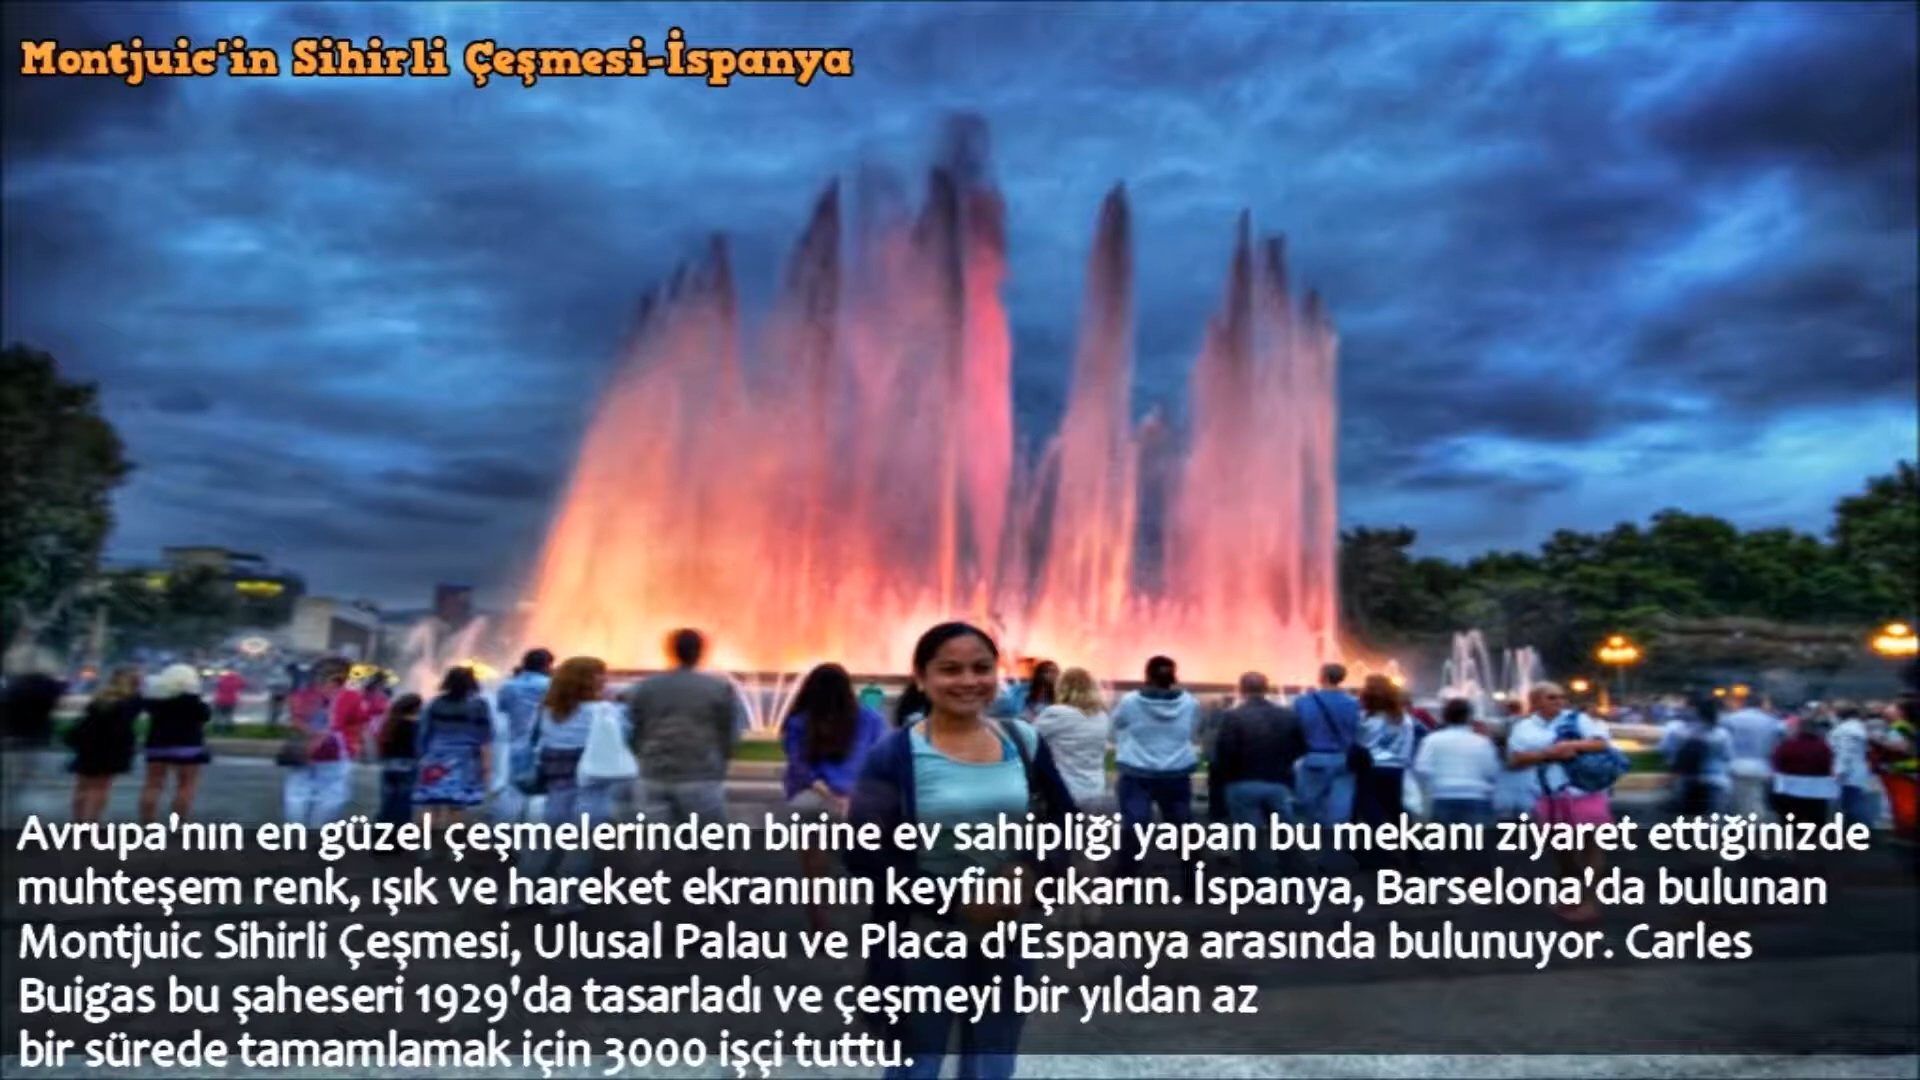 Montjuic'in Sihirli Çeşmesi-İspanya
Avrupa'nın en güzel çeşmelerinden birine ev sahipliği yapan bu mekanı ziyaret ettiğinizde
muhteşem renk, ışık ve hareket ekranının keyfini çıkarın. İspanya, Barselona'da bulunan
Montjuic Sihirli Çeşmesi, Ulusal Palau ve Placa d'Espanya arasında bulunuyor. Carles
Buigas bu şaheseri 1929'da tasarladı ve çeşmeyi bir yıldan az
bir sürede tamamlamak için 3000 işçi tuttu.